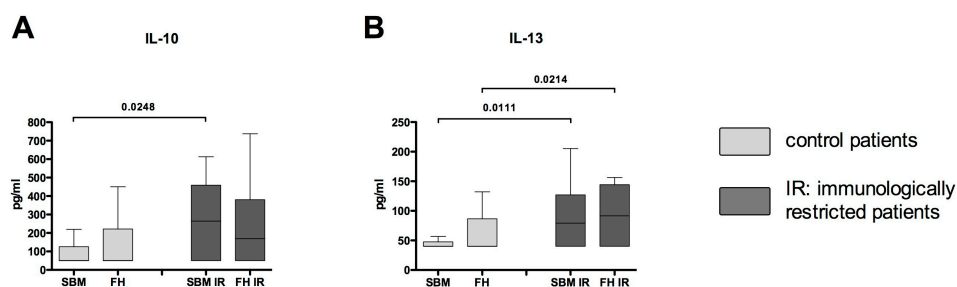 A
IL-10
0.0248
800
700
600
500
400
300
200
100
0
pg/ml
SBM FH SBM IR FH IR
B
IL-13
0.0214
0.0111
250
200
150
100
50
0
pg/ml
SBM FH SBM IR FH IR
control patients
IR: immunologically
restricted patients